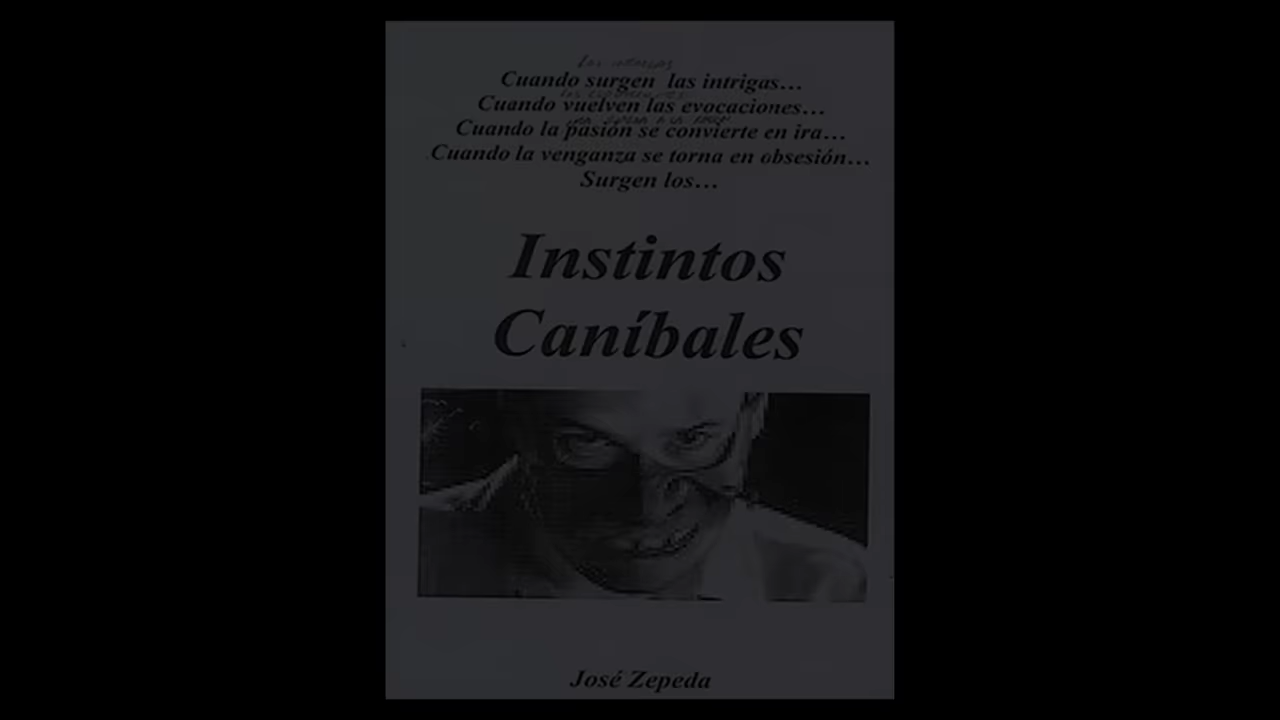 Cuando surgen las intrigas...
Cuando vuelven las evocaciones...
Cuando la pasión se convierte en ira...
Cuando la venganza se torna en obsesión...
Surgen los...
Instintos
Caníbales
José Zepeda